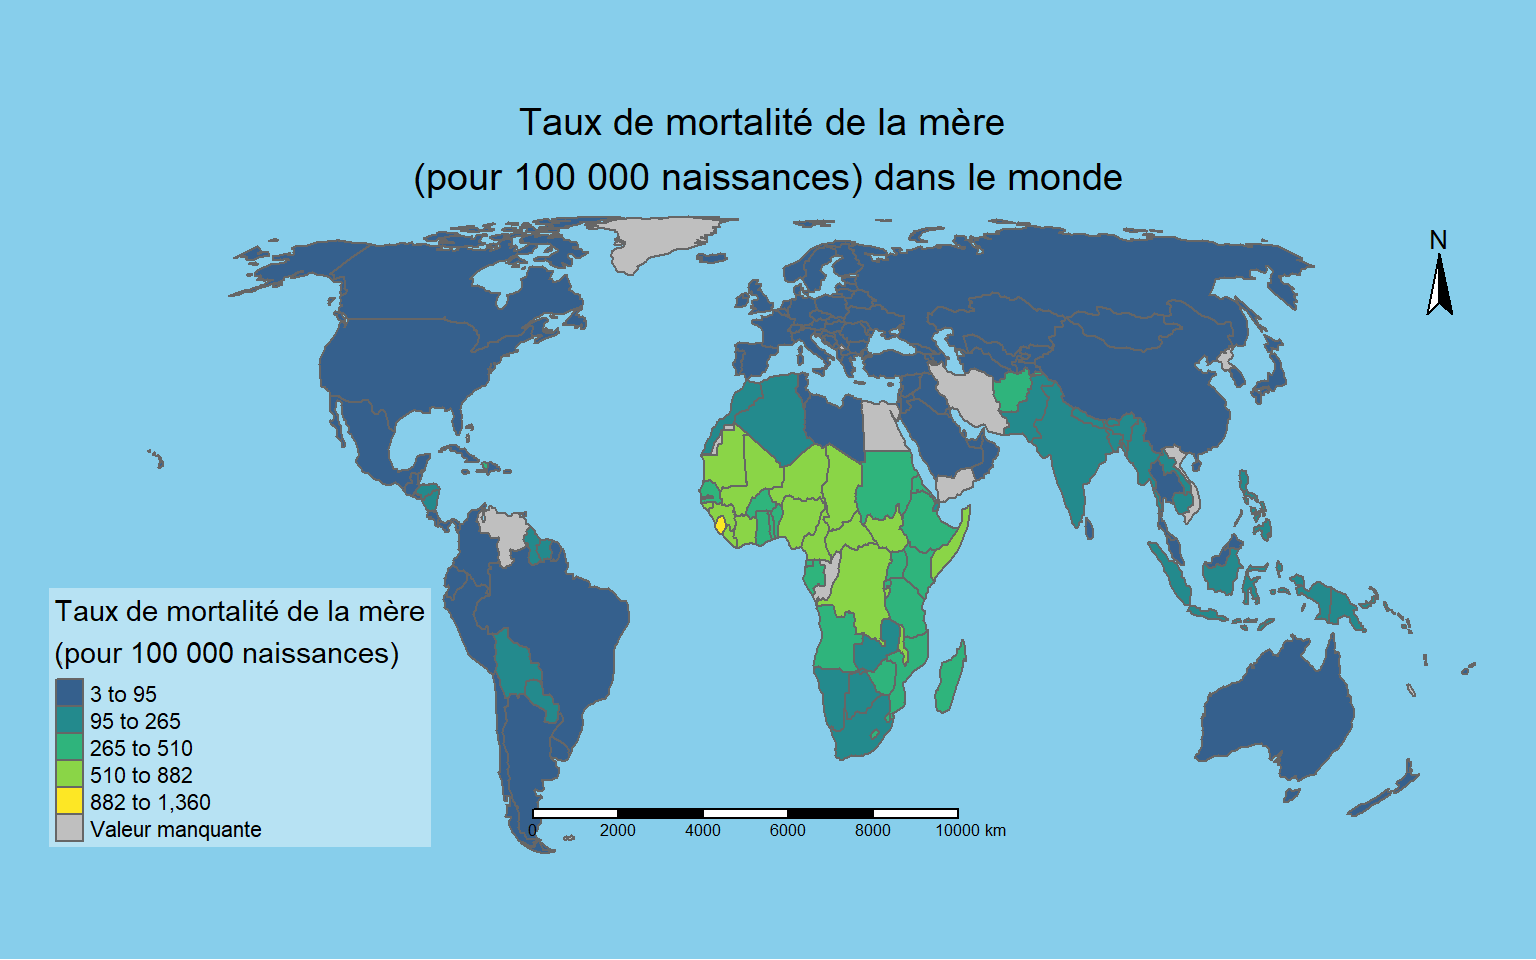 Taux de mortalité de la mère
(pour 100 000 naissances) dans le monde
N
Taux de mortalité de la mère
(pour 100 000 naissances)
3 to 95
95 to 265
265 to 510
510 to 882
882 to 1,360
Valeur manquante
0 2000 4000 6000 8000 10000 km